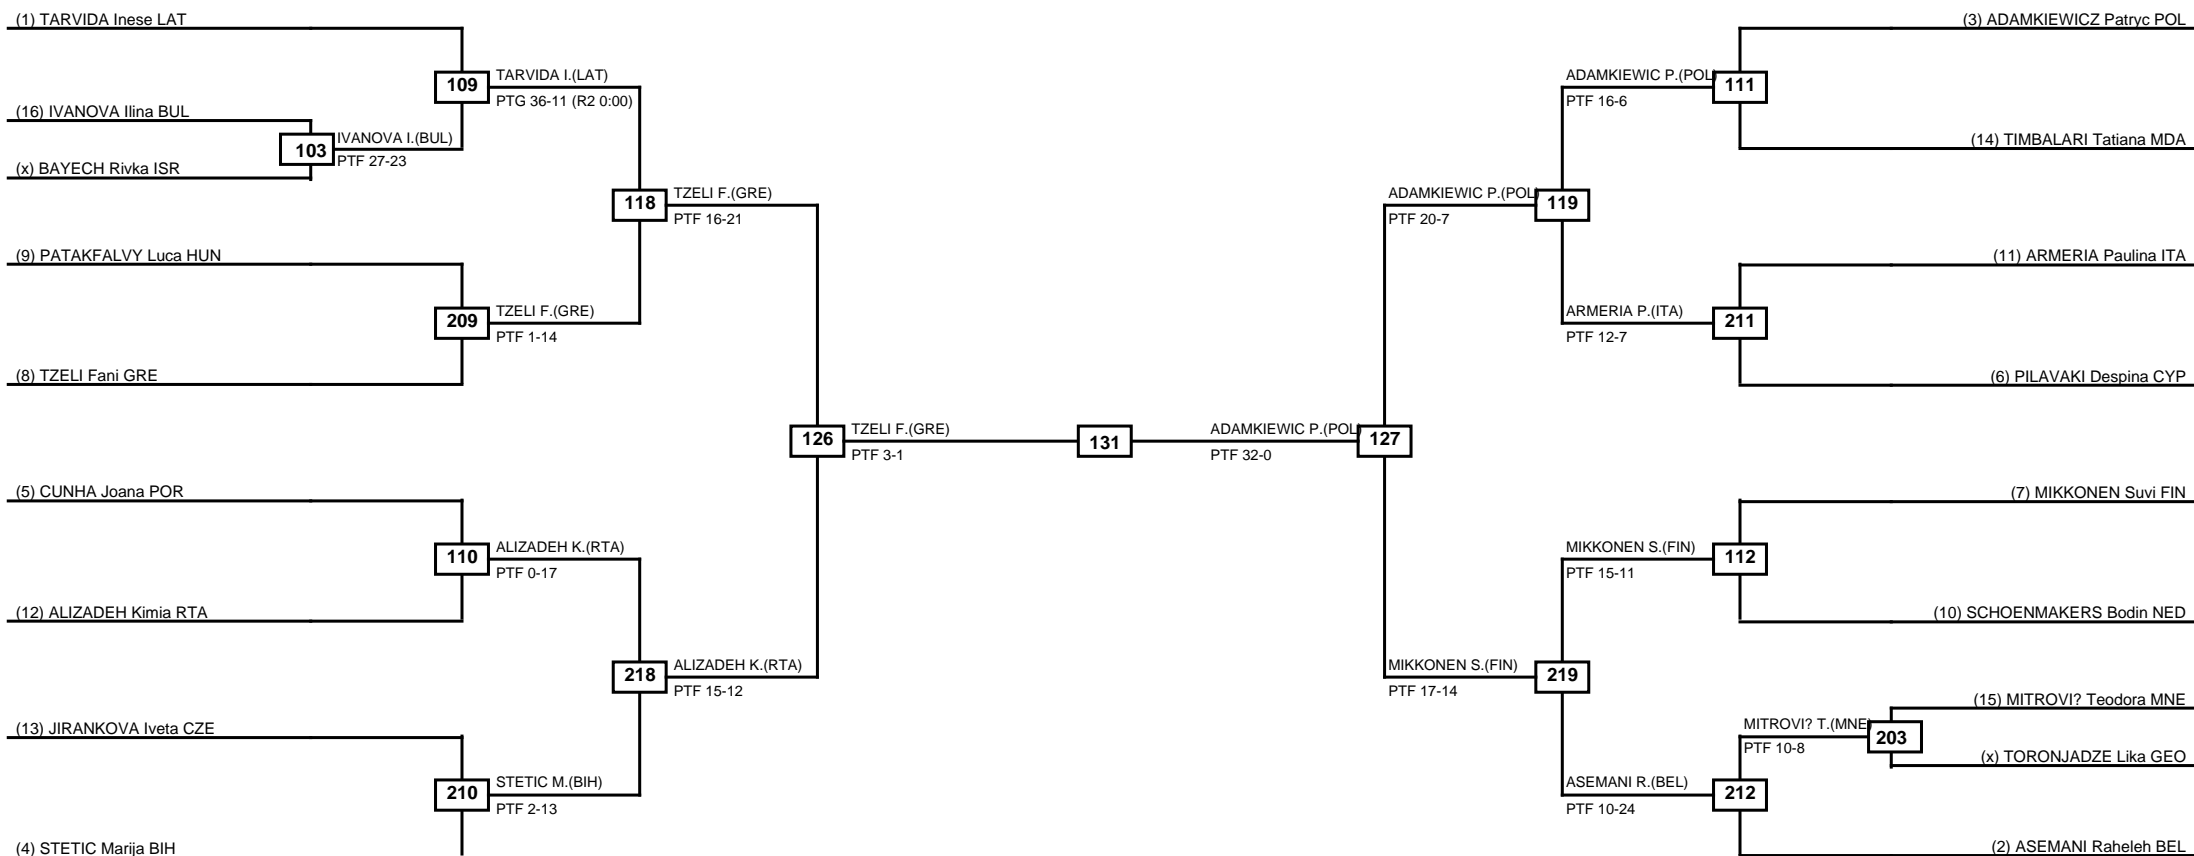 (1) TARVIDA Inese LAT
(3) ADAMKIEWICZ Patryc POL
109
TARVIDA I.(LAT)
PTG 36-11 (R2 0:00)
ADAMKIEWIC P.(POL)
PTF 16-6
111
(16) IVANOVA Ilina BUL
103
IVANOVA I.(BUL)
PTF 27-23
(x) BAYECH Rivka ISR
(14) TIMBALARI Tatiana MDA
118
TZELI F.(GRE)
PTF 16-21
ADAMKIEWIC P.(POL)
PTF 20-7
119
(9) PATAKFALVY Luca HUN
(11) ARMERIA Paulina ITA
209
TZELI F.(GRE)
PTF 1-14
ARMERIA P.(ITA)
PTF 12-7
211
(8) TZELI Fani GRE
(6) PILAVAKI Despina CYP
126
TZELI F.(GRE)
PTF 3-1
131
ADAMKIEWIC P.(POL)
PTF 32-0
127
(5) CUNHA Joana POR
(7) MIKKONEN Suvi FIN
110
ALIZADEH K.(RTA)
PTF 0-17
MIKKONEN S.(FIN)
PTF 15-11
112
(12) ALIZADEH Kimia RTA
(10) SCHOENMAKERS Bodin NED
218
ALIZADEH K.(RTA)
PTF 15-12
MIKKONEN S.(FIN)
PTF 17-14
219
(13) JIRANKOVA Iveta CZE
(15) MITROVI? Teodora MNE
MITROVI? T.(MNE)
PTF 10-8
203
(x) TORONJADZE Lika GEO
210
STETIC M.(BIH)
PTF 2-13
ASEMANI R.(BEL)
PTF 10-24
212
(4) STETIC Marija BIH
(2) ASEMANI Raheleh BEL